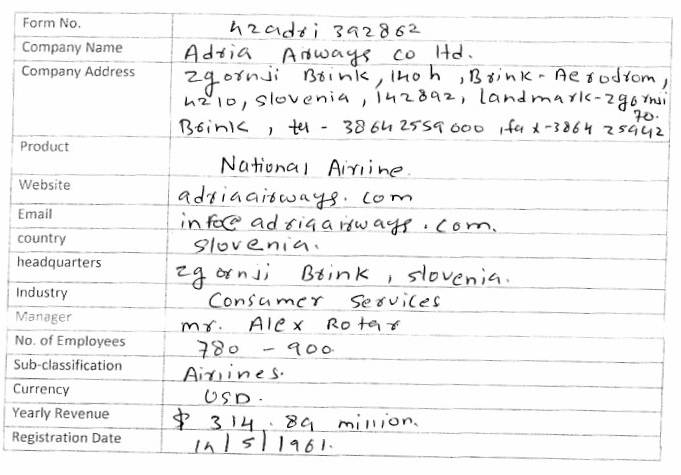 Form No. h2adri 392862
Company Name Adria Airways co ltd.
Company Address Zgornji Brink, 140h, Brink - Aerodrom,
4210, Slovenia, 142892, landmark - Zgornji
Brink, tel - 38642559000, fax - 3864 25942
70.
Product National Airline.
Website adriaairways.com
Email info@adriaairways.com.
country Slovenia.
headquarters Zgornji Brink, slovenia.
Industry Consumer Services
Manager mr. Alex Rotar
No. of Employees 780 - 900
Sub-classification Airlines.
Currency USD.
Yearly Revenue $ 314.89 million.
Registration Date 14/5/1961.